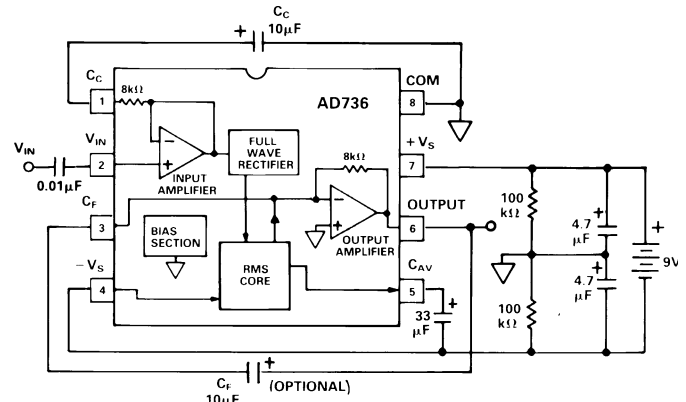 C_C
10µF
+
C_C
1
8kΩ
AD736
COM
8
V_IN
V_IN
2
0.01µF
−
+
INPUT
AMPLIFIER
FULL
WAVE
RECTIFIER
+V_S
7
8kΩ
C_F
3
BIAS
SECTION
−
+
OUTPUT
AMPLIFIER
OUTPUT
6
100
kΩ
+
4.7
µF
+
9V
−V_S
4
RMS
CORE
C_AV
5
+
33
µF
100
kΩ
+
4.7
µF
C_F
10µF
+
(OPTIONAL)